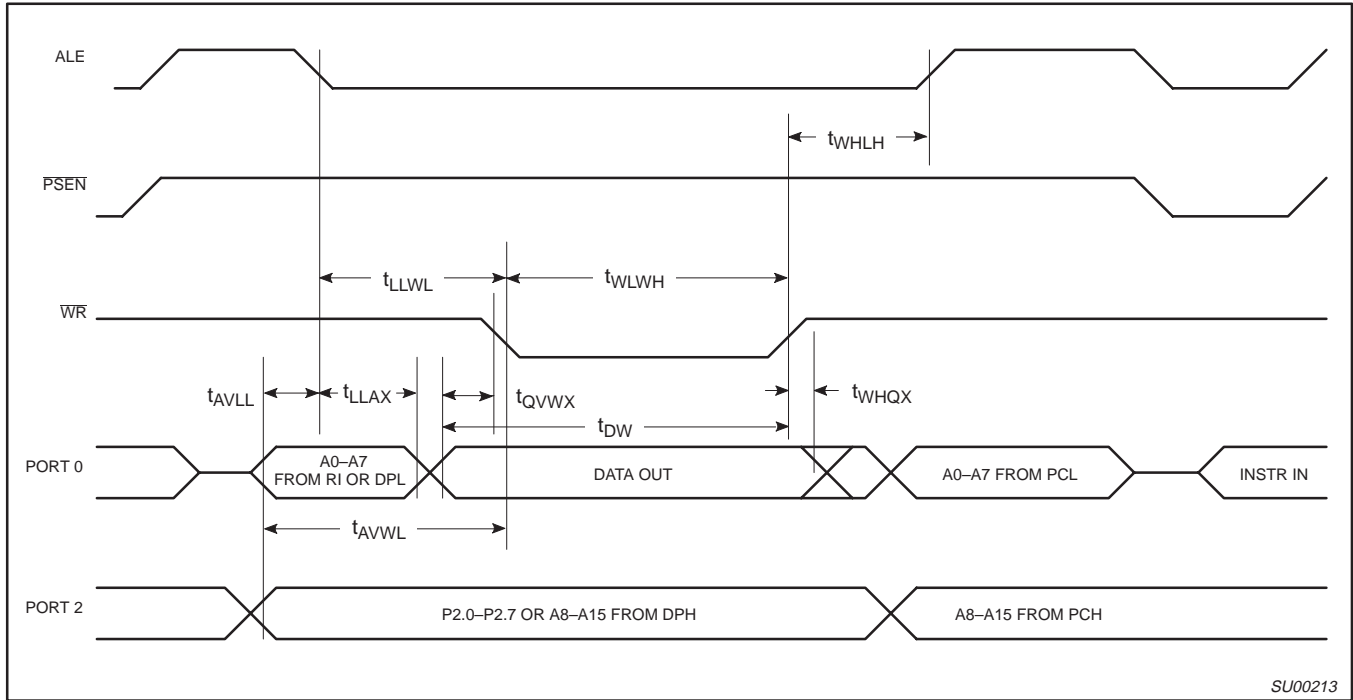 ALE
tWHLH
PSEN
tLLWL
tWLWH
WR
tAVLL
tLLAX
tQVWX
tWHQX
tDW
PORT 0
A0–A7
FROM RI OR DPL
DATA OUT
A0–A7 FROM PCL
INSTR IN
tAVWL
PORT 2
P2.0–P2.7 OR A8–A15 FROM DPH
A8–A15 FROM PCH
SU00213